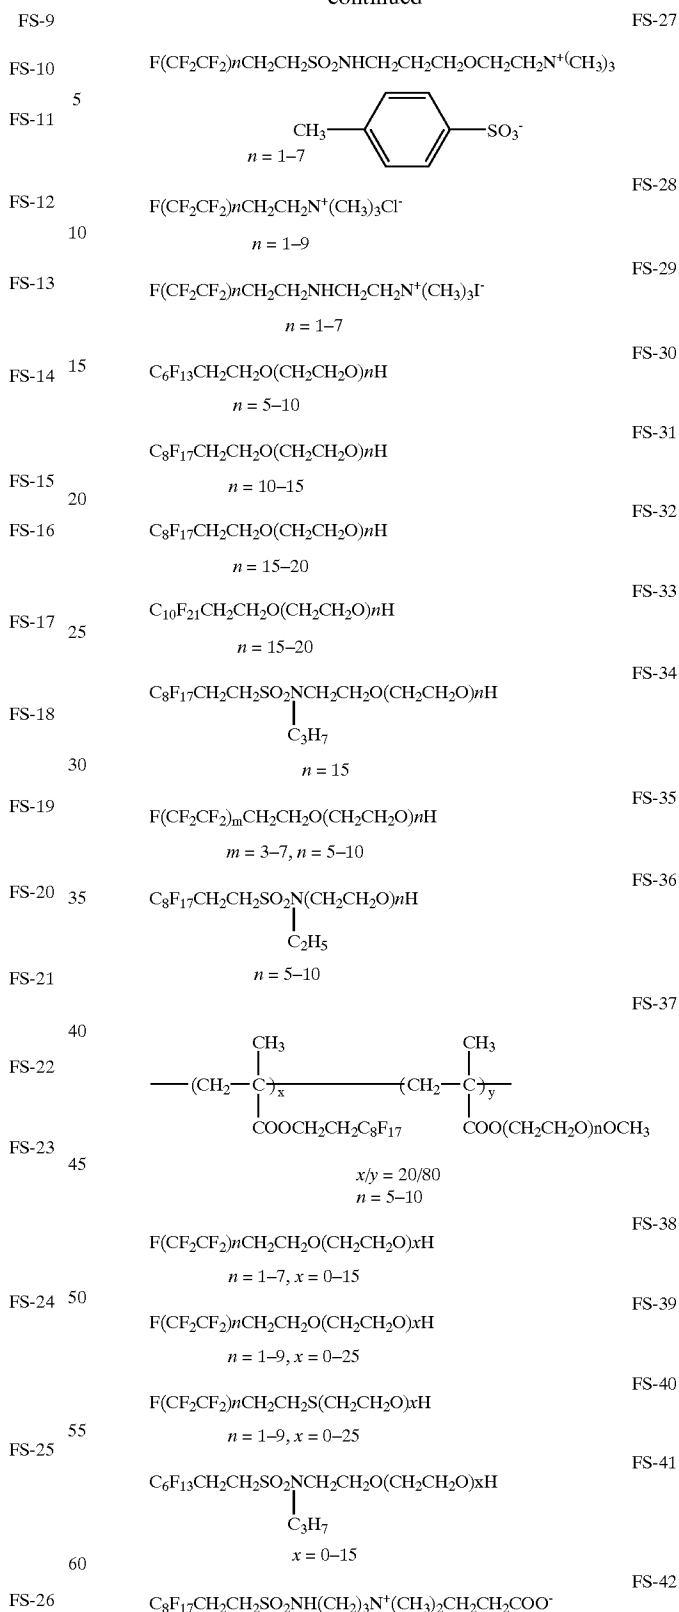 continued
FS-9 FS-27
FS-10 F(CF2CF2)nCH2CH2SO2NHCH2CH2CH2OCH2CH2N+(CH3)3
5
FS-11 CH3 SO3-
n = 1–7
FS-28
FS-12 F(CF2CF2)nCH2CH2N+(CH3)3Cl-
10 n = 1–9
FS-29
FS-13 F(CF2CF2)nCH2CH2NHCH2CH2N+(CH3)3I-
n = 1–7
FS-30
15
FS-14 C6F13CH2CH2O(CH2CH2O)nH
n = 5–10
FS-31
C8F17CH2CH2O(CH2CH2O)nH
FS-15 n = 10–15
20
FS-32
FS-16 C8F17CH2CH2O(CH2CH2O)nH
n = 15–20
FS-33
C10F21CH2CH2O(CH2CH2O)nH
FS-17
25 n = 15–20
FS-34
C8F17CH2CH2SO2NCH2CH2O(CH2CH2O)nH
FS-18
C3H7
30 n = 15
FS-35
FS-19 F(CF2CF2)mCH2CH2O(CH2CH2O)nH
m = 3–7, n = 5–10
FS-36
FS-20 35 C8F17CH2CH2SO2N(CH2CH2O)nH
C2H5
FS-21 n = 5–10
FS-37
40 CH3 CH3
FS-22
(CH2 C)x (CH2 C)y
COOCH2CH2C8F17 COO(CH2CH2O)nOCH3
FS-23
45 x/y = 20/80
n = 5–10
FS-38
F(CF2CF2)nCH2CH2O(CH2CH2O)xH
n = 1–7, x = 0–15
FS-24 50 FS-39
F(CF2CF2)nCH2CH2O(CH2CH2O)xH
n = 1–9, x = 0–25
FS-40
F(CF2CF2)nCH2CH2S(CH2CH2O)xH
55 n = 1–9, x = 0–25
FS-25
FS-41
C6F13CH2CH2SO2NCH2CH2O(CH2CH2O)xH
C3H7
x = 0–15
60
FS-42
FS-26 C8F17CH2CH2SO2NH(CH2)3N+(CH3)2CH2CH2COO-